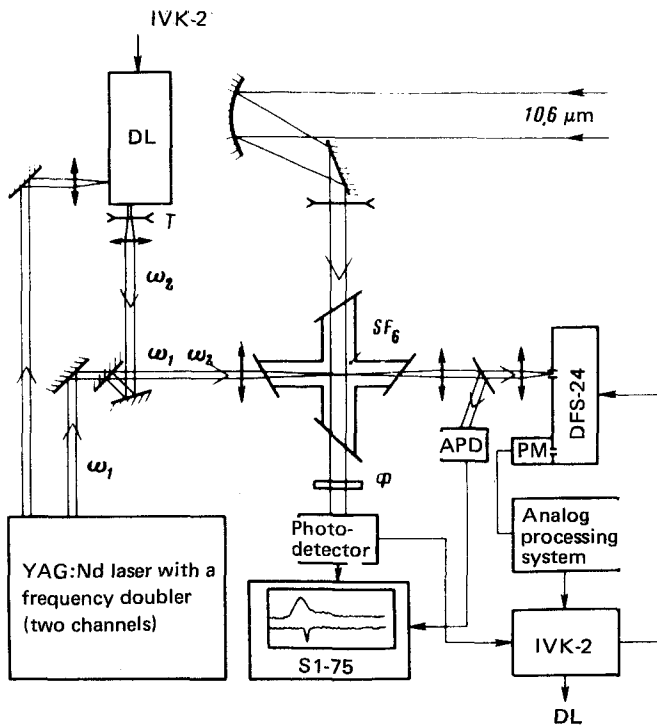 IVK-2
DL
10,6 μm
T
ω₂
SF₆
ω₁ ω₂
ω₁
DFS-24
APD
PM
φ
Photo-
detector
Analog
processing
system
YAG:Nd laser with a
frequency doubler
(two channels)
S1-75
IVK-2
DL